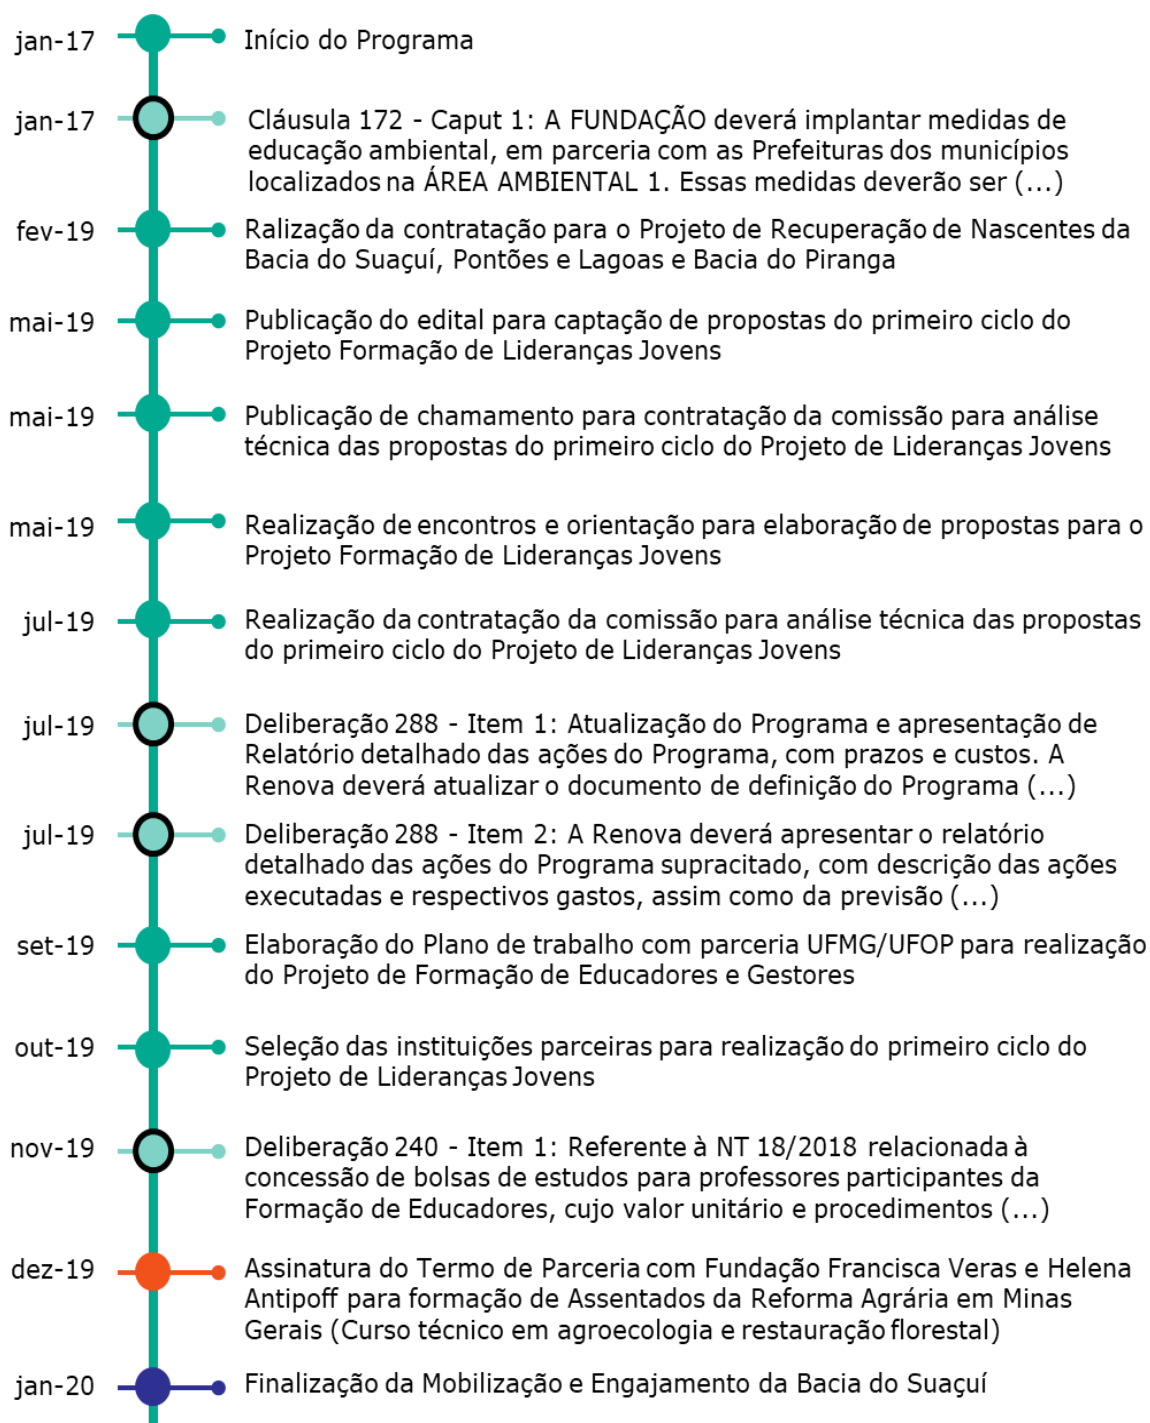 jan-17 Início do Programa
jan-17 Cláusula 172 - Caput 1: A FUNDAÇÃO deverá implantar medidas de
educação ambiental, em parceria com as Prefeituras dos municípios
localizados na ÁREA AMBIENTAL 1. Essas medidas deverão ser (...)
fev-19 Ralização da contratação para o Projeto de Recuperação de Nascentes da
Bacia do Suaçuí, Pontões e Lagoas e Bacia do Piranga
mai-19 Publicação do edital para captação de propostas do primeiro ciclo do
Projeto Formação de Lideranças Jovens
mai-19 Publicação de chamamento para contratação da comissão para análise
técnica das propostas do primeiro ciclo do Projeto de Lideranças Jovens
mai-19 Realização de encontros e orientação para elaboração de propostas para o
Projeto Formação de Lideranças Jovens
jul-19 Realização da contratação da comissão para análise técnica das propostas
do primeiro ciclo do Projeto de Lideranças Jovens
jul-19 Deliberação 288 - Item 1: Atualização do Programa e apresentação de
Relatório detalhado das ações do Programa, com prazos e custos. A
Renova deverá atualizar o documento de definição do Programa (...)
jul-19 Deliberação 288 - Item 2: A Renova deverá apresentar o relatório
detalhado das ações do Programa supracitado, com descrição das ações
executadas e respectivos gastos, assim como da previsão (...)
set-19 Elaboração do Plano de trabalho com parceria UFMG/UFOP para realização
do Projeto de Formação de Educadores e Gestores
out-19 Seleção das instituições parceiras para realização do primeiro ciclo do
Projeto de Lideranças Jovens
nov-19 Deliberação 240 - Item 1: Referente à NT 18/2018 relacionada à
concessão de bolsas de estudos para professores participantes da
Formação de Educadores, cujo valor unitário e procedimentos (...)
dez-19 Assinatura do Termo de Parceria com Fundação Francisca Veras e Helena
Antipoff para formação de Assentados da Reforma Agrária em Minas
Gerais (Curso técnico em agroecologia e restauração florestal)
jan-20 Finalização da Mobilização e Engajamento da Bacia do Suaçuí